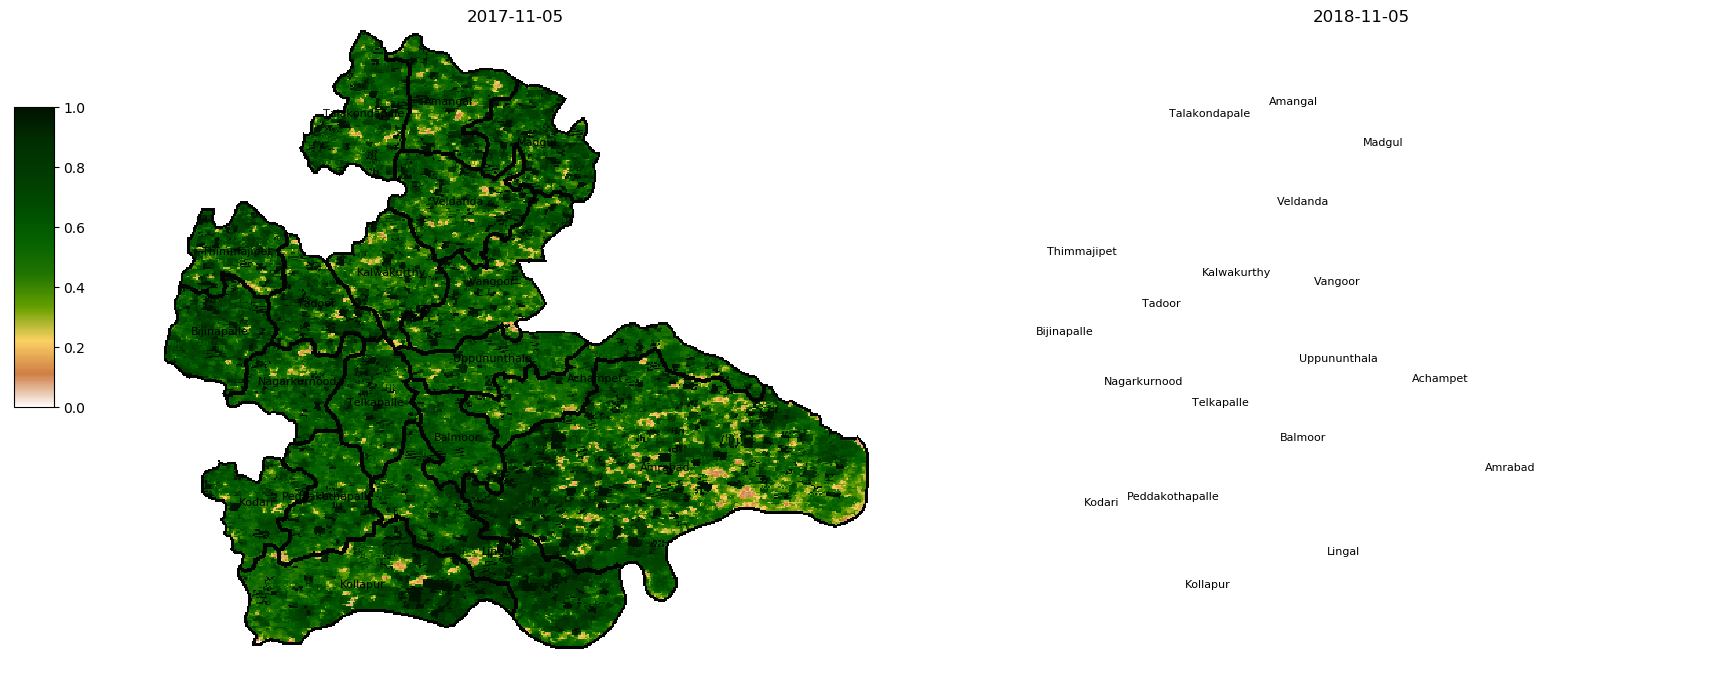 2017-11-05
1.0
0.8
0.6
0.4
0.2
0.0
Amangal
Talakondapale
Madgul
Veldanda
Thimmajipet
Kalwakurthy
Vangoor
Tadoor
Bijinapalle
Uppununthala
Achampet
Nagarkurnood
Telkapalle
Balmoor
Amrabad
Peddakothapalle
Kodari
Lingal
Kollapur
2018-11-05
Amangal
Talakondapale
Madgul
Veldanda
Thimmajipet
Kalwakurthy
Vangoor
Tadoor
Bijinapalle
Uppununthala
Achampet
Nagarkurnood
Telkapalle
Balmoor
Amrabad
Peddakothapalle
Kodari
Lingal
Kollapur